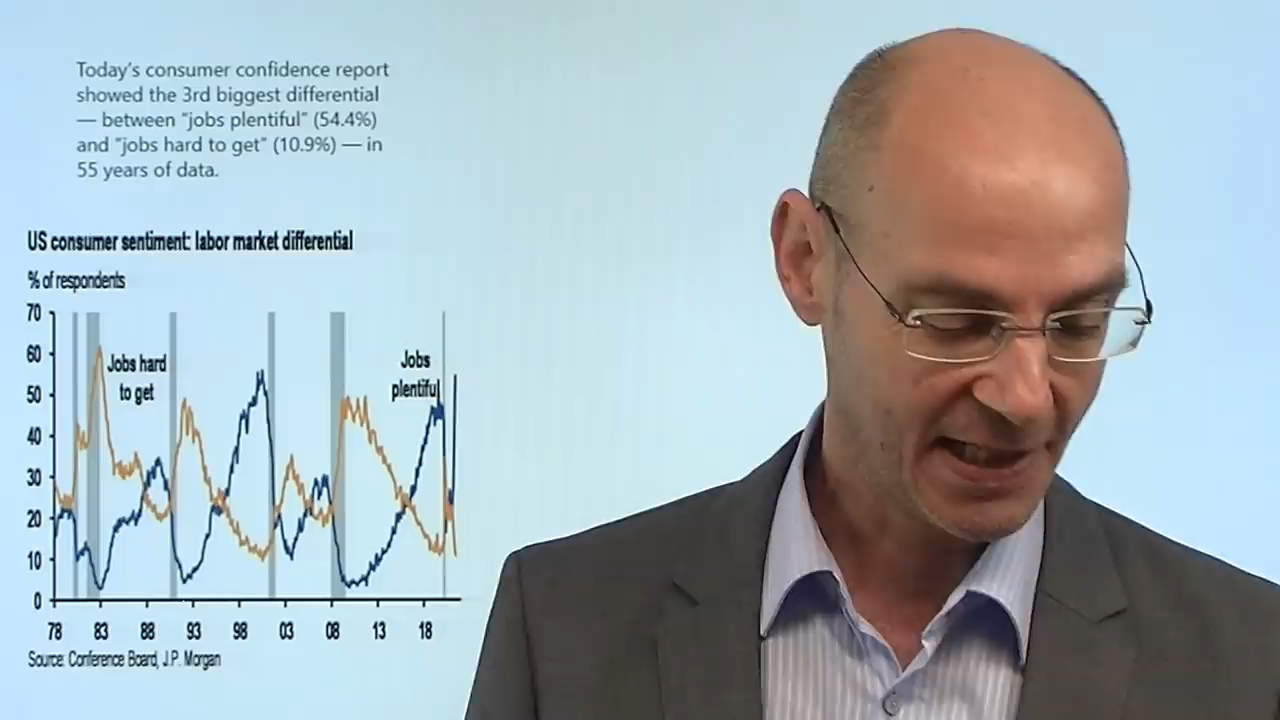 Today's consumer confidence report
showed the 3rd biggest differential
— between "jobs plentiful" (54.4%)
and "jobs hard to get" (10.9%) — in
55 years of data.
US consumer sentiment: labor market differential
% of respondents
70
60
50
40
30
20
10
0
Jobs hard
to get
Jobs
plentiful
78 83 88 93 98 03 08 13 18
Source: Conference Board, J.P. Morgan